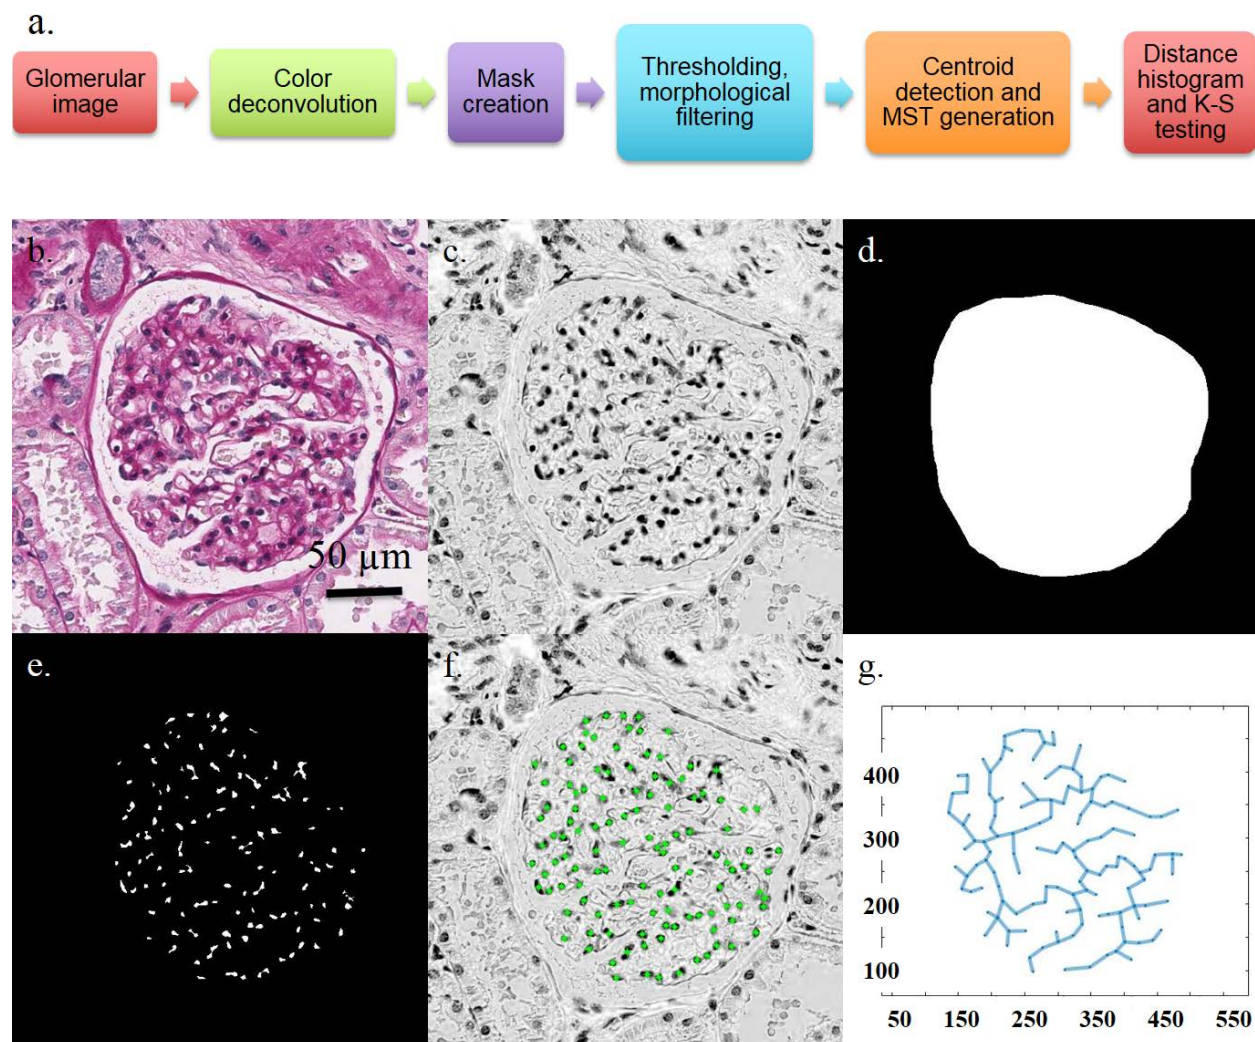 a.
Glomerular
image
Color
deconvolution
Mask
creation
Thresholding,
morphological
filtering
Centroid
detection and
MST generation
Distance
histogram
and K-S
testing
b.
50 µm
c.
d.
e.
f.
g.
400
300
200
100
50 150 250 350 450 550